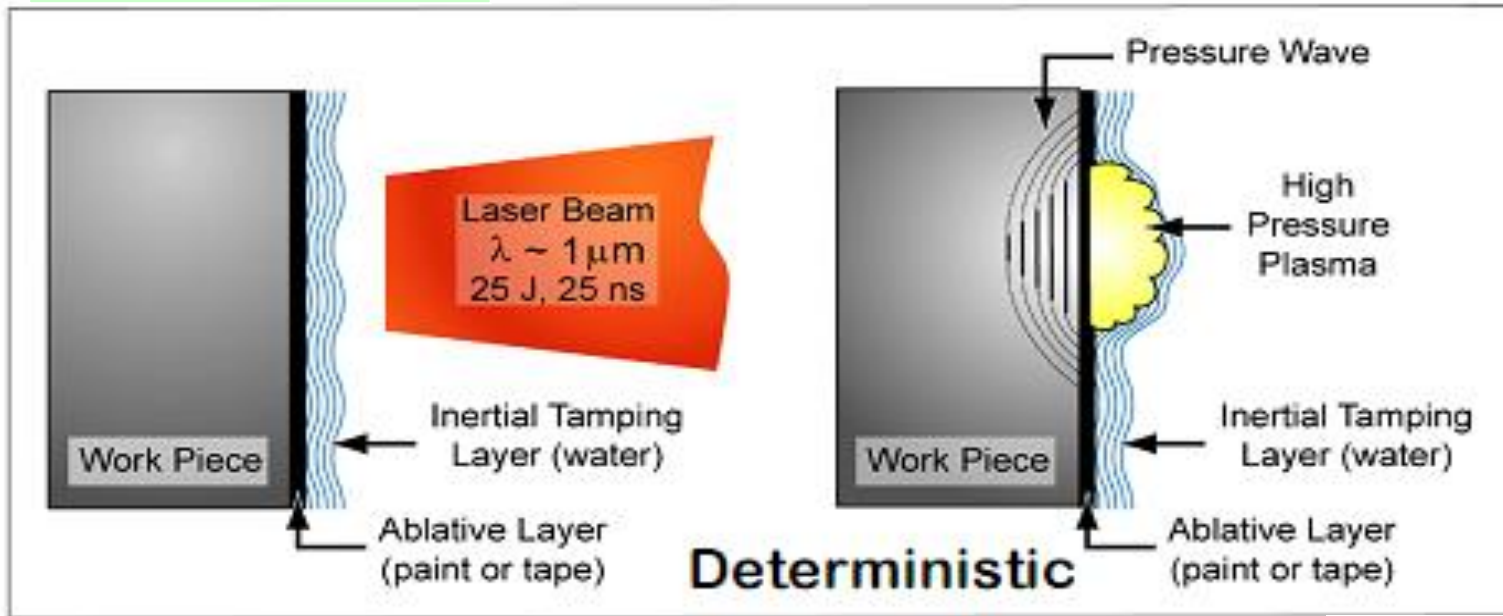 Laser Beam
λ ~ 1 μm
25 J, 25 ns
Inertial Tamping
Layer (water)
Work Piece
Ablative Layer
(paint or tape)
Deterministic
Pressure Wave
High
Pressure
Plasma
Inertial Tamping
Layer (water)
Work Piece
Ablative Layer
(paint or tape)